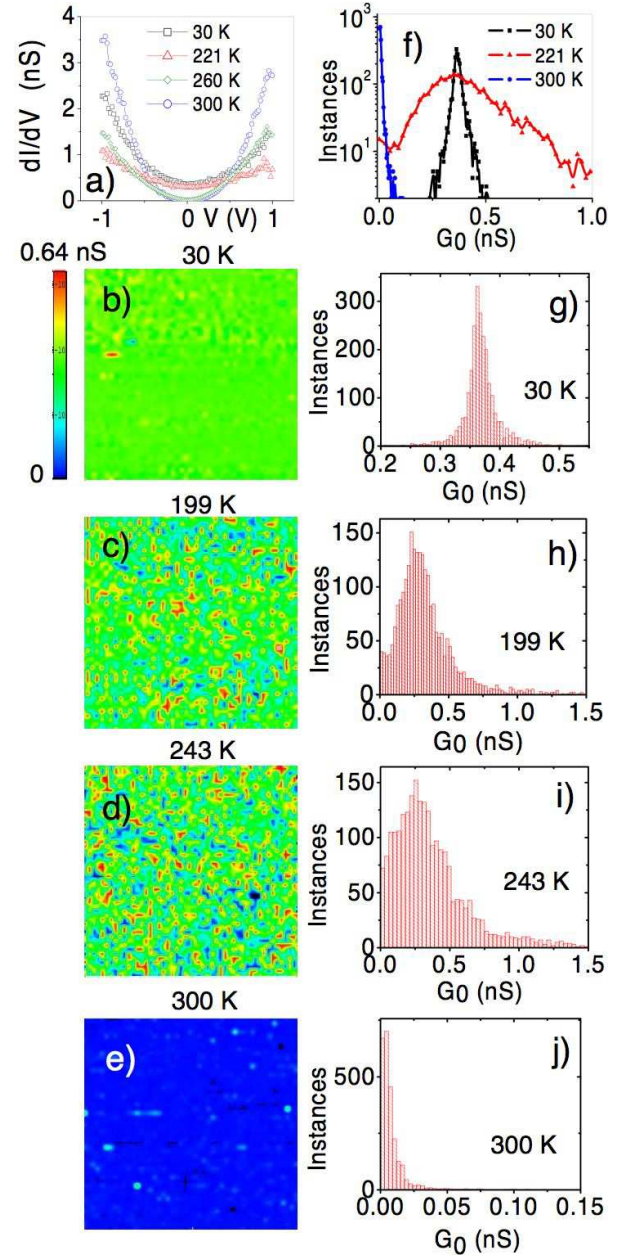 4
3
2
1
0
dI/dV (nS)
30 K
221 K
260 K
300 K
a)
-1
0
V (V)
1
f)
10³
10²
10¹
Instances
30 K
221 K
300 K
0.0
0.5
1.0
G₀ (nS)
0.64 nS
0
30 K
b)
g)
300
200
100
0
Instances
30 K
0.2
0.3
0.4
0.5
G₀ (nS)
199 K
c)
h)
150
100
50
0
Instances
199 K
0.0
0.5
1.0
1.5
G₀ (nS)
243 K
d)
i)
150
100
50
0
Instances
243 K
0.0
0.5
1.0
1.5
G₀ (nS)
300 K
e)
j)
500
0
Instances
300 K
0.00
0.05
0.10
0.15
G₀ (nS)